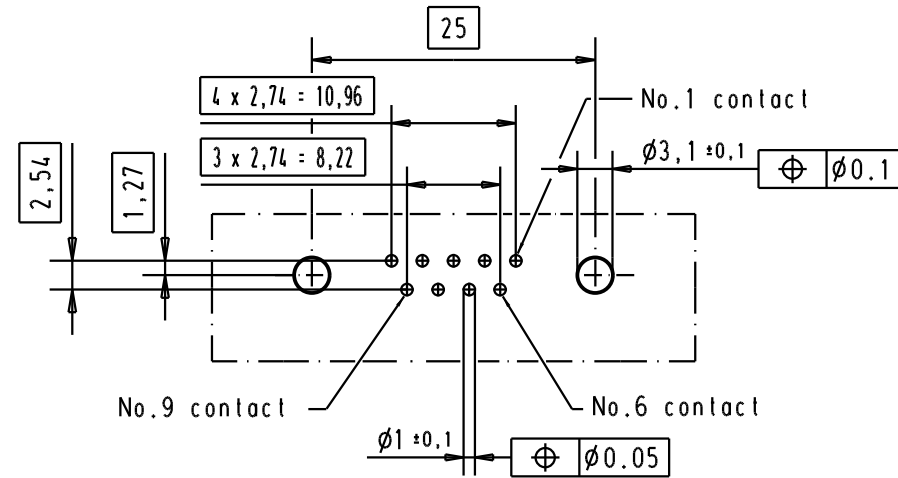 25
4 x 2,74 = 10,96
No.1 contact
3 x 2,74 = 8,22
Ø3,1 ±0,1
⌖ Ø0.1
2,54
1,27
No.9 contact
No.6 contact
Ø1 ±0,1
⌖ Ø0.05